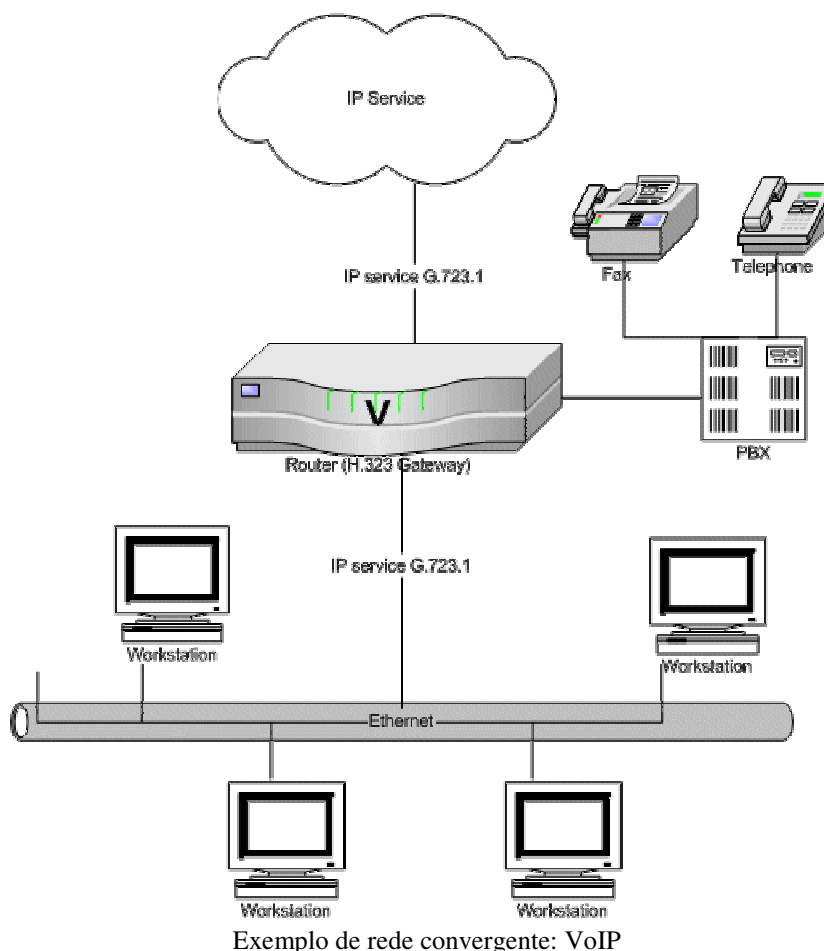 IP Service
IP service G.723.1
Fax
Telephone
V
Router (H.323 Gateway)
PBX
IP service G.723.1
Workstation
Workstation
Ethernet
Workstation
Workstation
Exemplo de rede convergente: VoIP